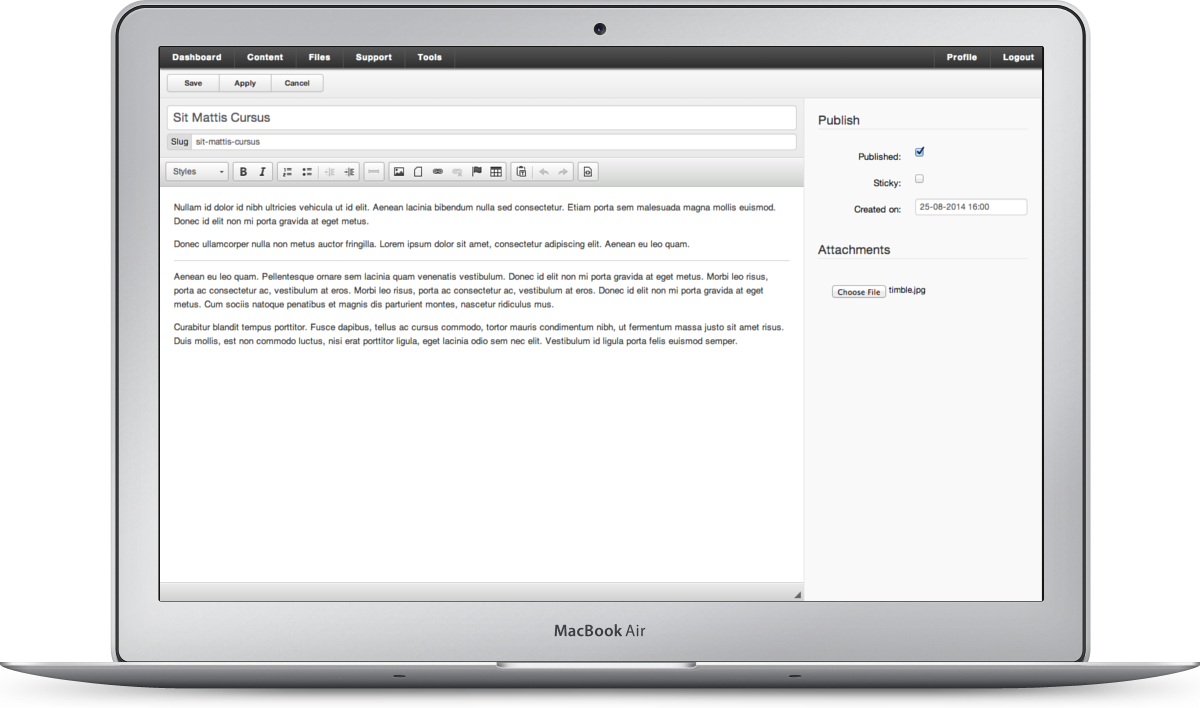 Dashboard Content Files Support Tools Profile Logout
Save Apply Cancel
Sit Mattis Cursus
Slug sit-mattis-cursus
Styles B I
Nullam id dolor id nibh ultricies vehicula ut id elit. Aenean lacinia bibendum nulla sed consectetur. Etiam porta sem malesuada magna mollis euismod.
Donec id elit non mi porta gravida at eget metus.
Donec ullamcorper nulla non metus auctor fringilla. Lorem ipsum dolor sit amet, consectetur adipiscing elit. Aenean eu leo quam.
Aenean eu leo quam. Pellentesque ornare sem lacinia quam venenatis vestibulum. Donec id elit non mi porta gravida at eget metus. Morbi leo risus,
porta ac consectetur ac, vestibulum at eros. Morbi leo risus, porta ac consectetur ac, vestibulum at eros. Donec id elit non mi porta gravida at eget
metus. Cum sociis natoque penatibus et magnis dis parturient montes, nascetur ridiculus mus.
Curabitur blandit tempus porttitor. Fusce dapibus, tellus ac cursus commodo, tortor mauris condimentum nibh, ut fermentum massa justo sit amet risus.
Duis mollis, est non commodo luctus, nisi erat porttitor ligula, eget lacinia odio sem nec elit. Vestibulum id ligula porta felis euismod semper.
Publish
Published:
Sticky:
Created on: 25-08-2014 16:00
Attachments
Choose File timble.jpg
MacBook Air